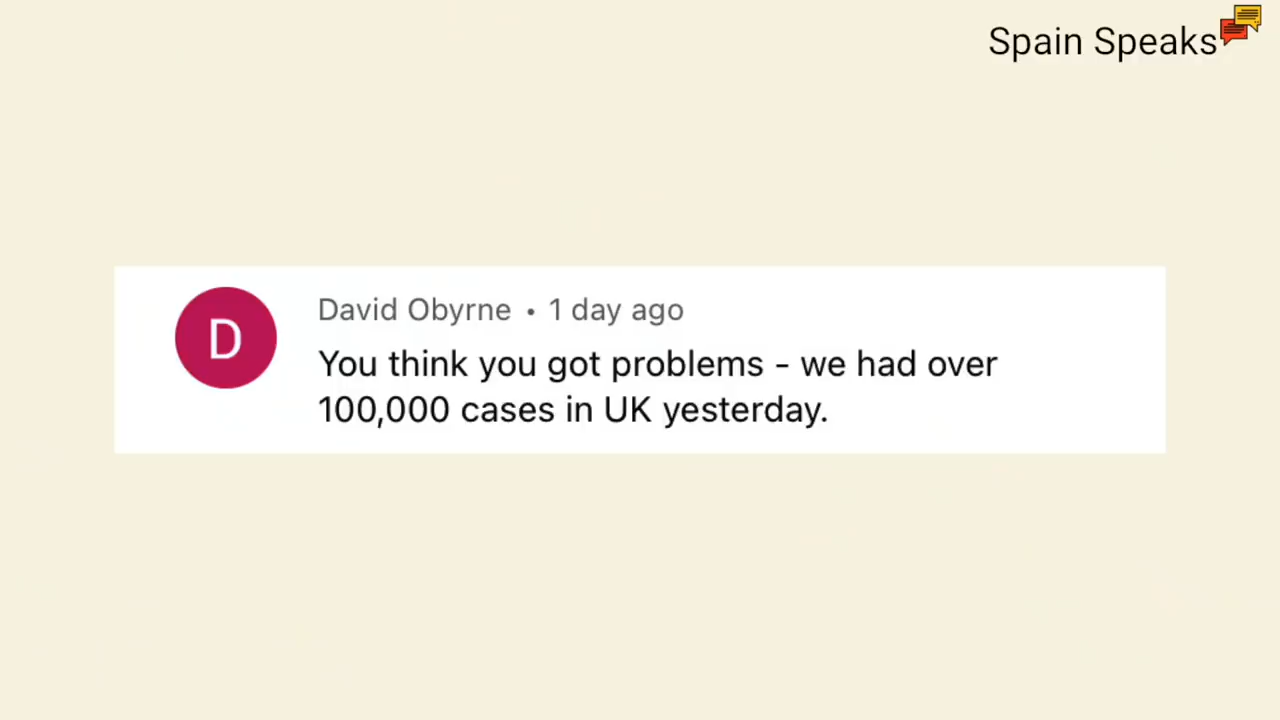 Spain Speaks
D
David Obyrne • 1 day ago
You think you got problems - we had over
100,000 cases in UK yesterday.